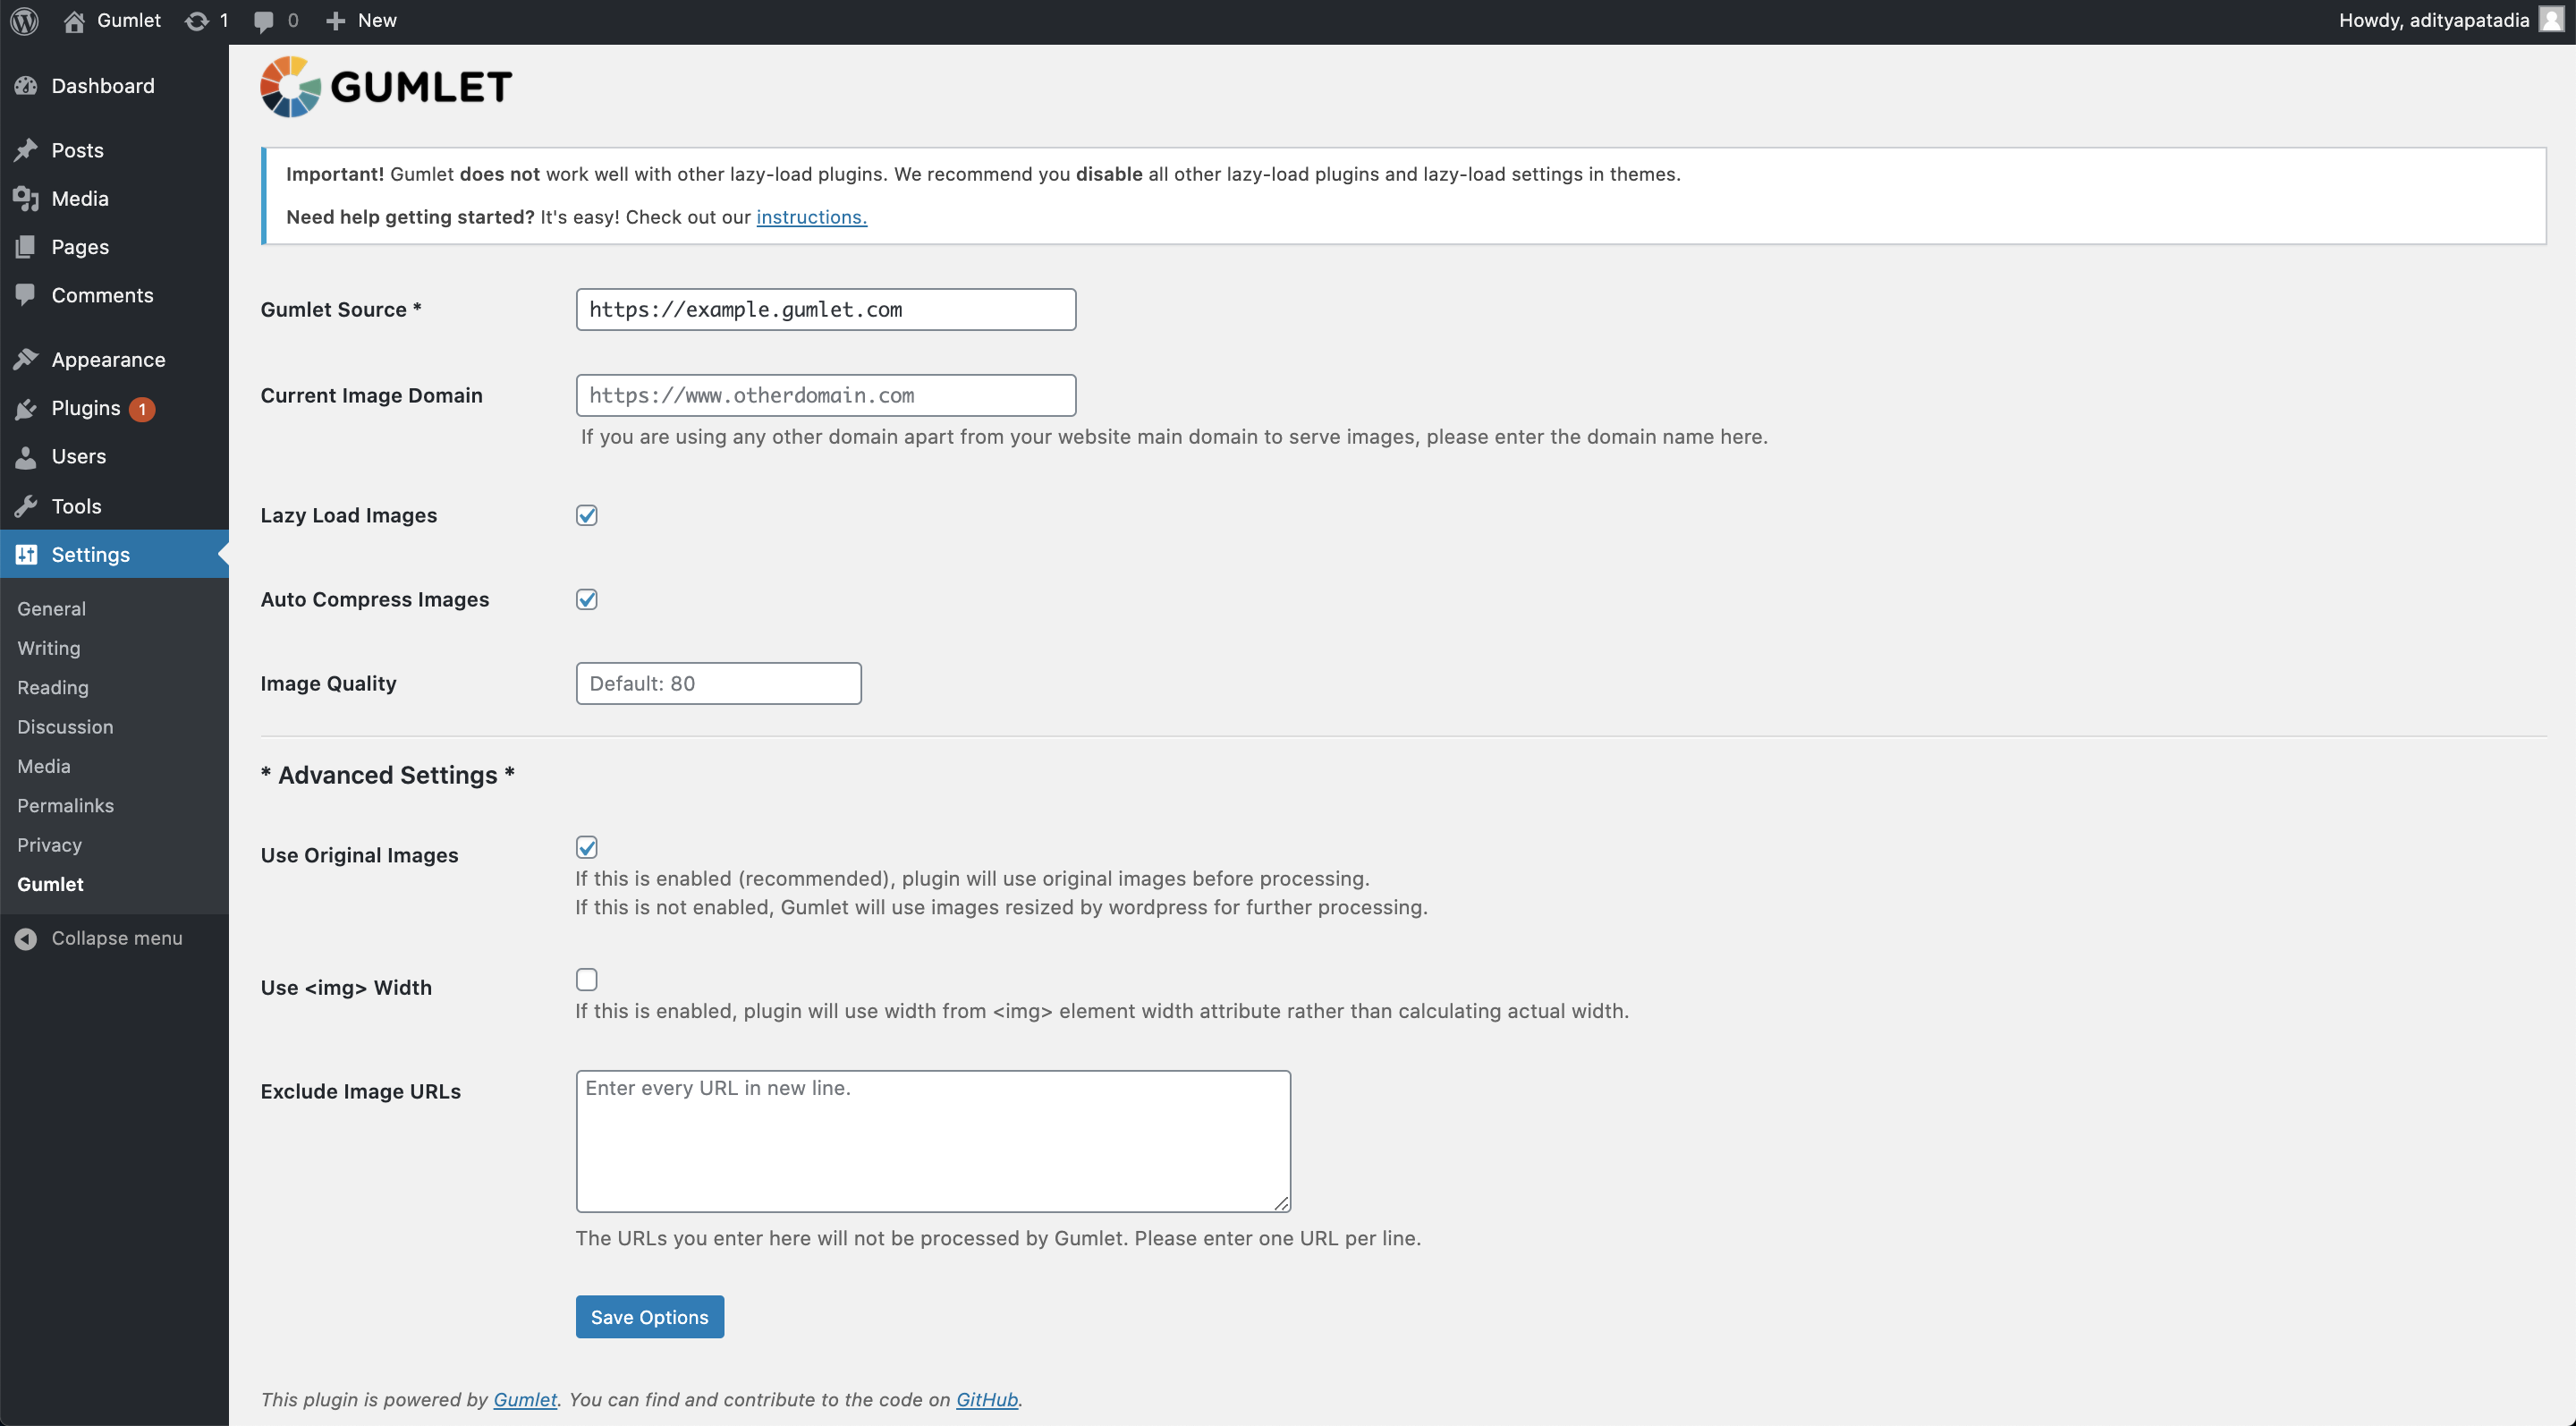 Gumlet 1 0 New Howdy, adityapatadia
Dashboard
Posts
Media
Pages
Comments
Appearance
Plugins 1
Users
Tools
Settings
General
Writing
Reading
Discussion
Media
Permalinks
Privacy
Gumlet
Collapse menu
GUMLET
Important! Gumlet does not work well with other lazy-load plugins. We recommend you disable all other lazy-load plugins and lazy-load settings in themes.
Need help getting started? It's easy! Check out our instructions.
Gumlet Source * https://example.gumlet.com
Current Image Domain https://www.otherdomain.com
If you are using any other domain apart from your website main domain to serve images, please enter the domain name here.
Lazy Load Images
Auto Compress Images
Image Quality Default: 80
* Advanced Settings *
Use Original Images
If this is enabled (recommended), plugin will use original images before processing.
If this is not enabled, Gumlet will use images resized by wordpress for further processing.
Use <img> Width
If this is enabled, plugin will use width from <img> element width attribute rather than calculating actual width.
Exclude Image URLs Enter every URL in new line.
The URLs you enter here will not be processed by Gumlet. Please enter one URL per line.
Save Options
This plugin is powered by Gumlet. You can find and contribute to the code on GitHub.